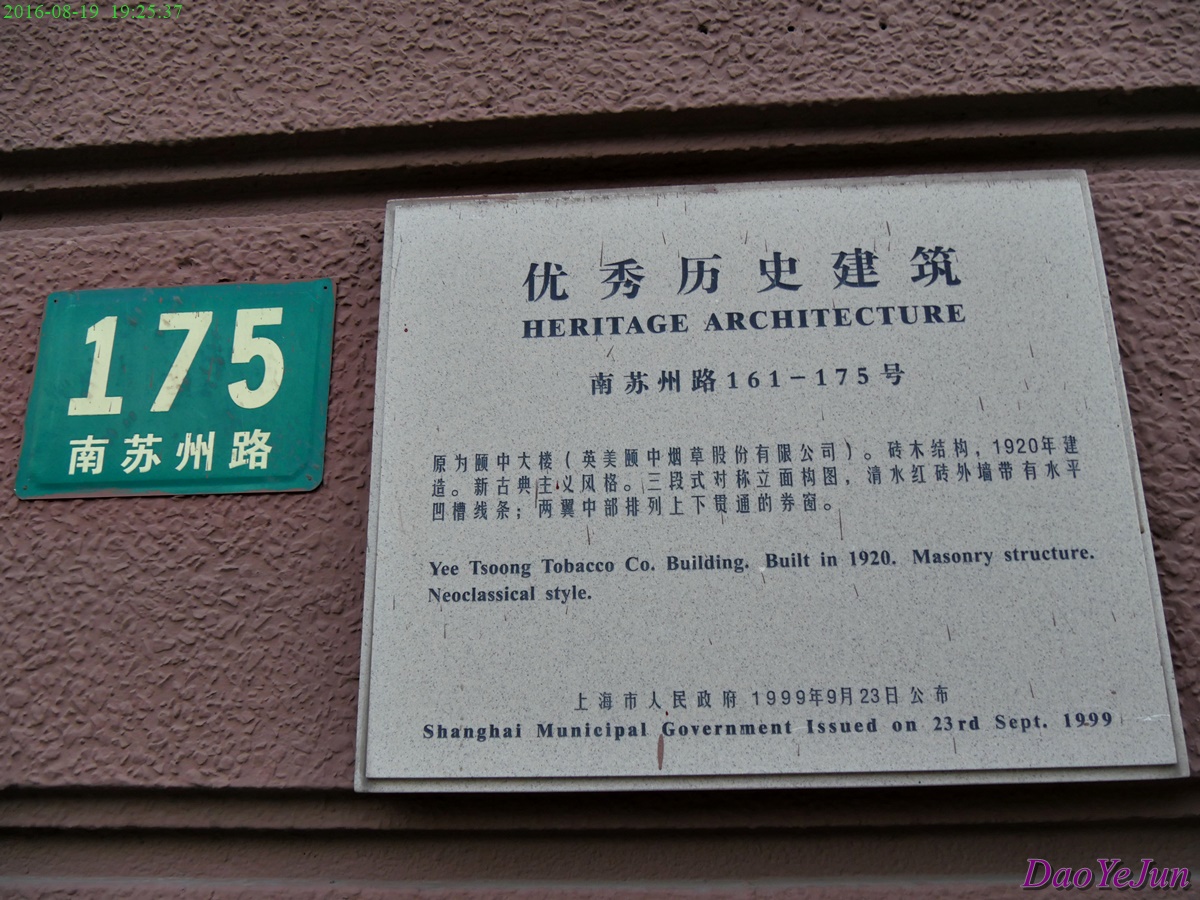 2016-08-19 19:25:37
175
南苏州路
优秀历史建筑
HERITAGE ARCHITECTURE
南苏州路161-175号
原为颐中大楼（英美颐中烟草股份有限公司）。砖木结构，1920年建
造。新古典主义风格。三段式对称立面构图，清水红砖外墙带有水平
凹槽线条；两翼中部排列上下贯通的券窗。
Yee Tsoong Tobacco Co. Building. Built in 1920. Masonry structure.
Neoclassical style.
上海市人民政府 1999年9月23日公布
Shanghai Municipal Government Issued on 23rd Sept. 1999
DaoYeJun